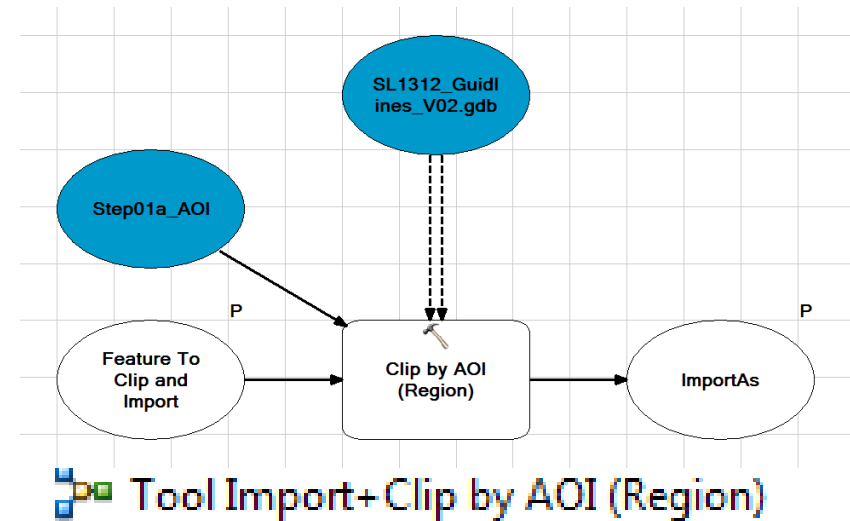 SL1312_Guidl
ines_V02.gdb
Step01a_AOI
P
P
Feature To
Clip and
Import
Clip by AOI
(Region)
ImportAs
Tool Import+Clip by AOI (Region)